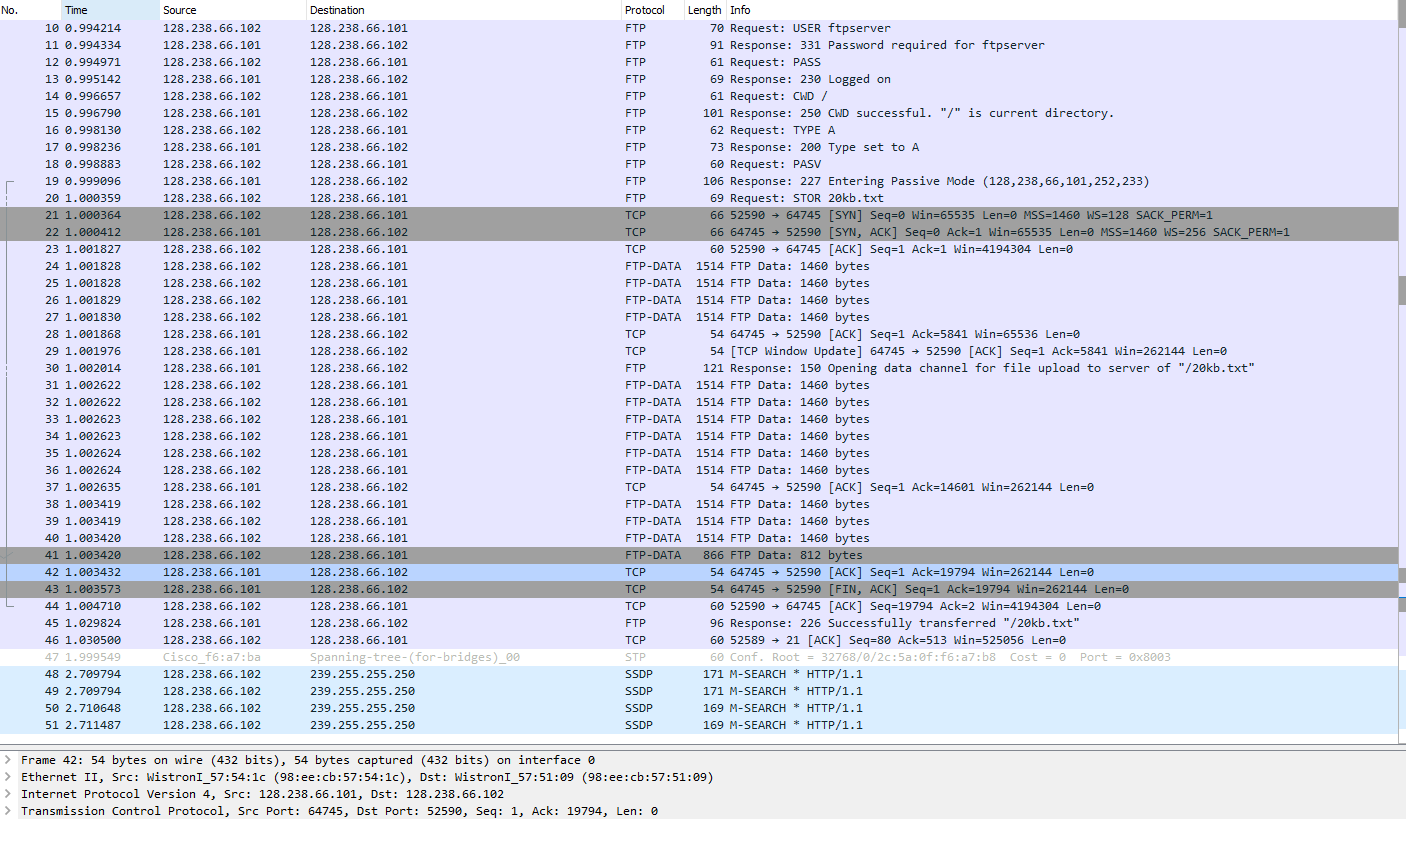 No. Time Source Destination Protocol Length Info
10 0.994214 128.238.66.102 128.238.66.101 FTP 70 Request: USER ftpserver
11 0.994334 128.238.66.101 128.238.66.102 FTP 91 Response: 331 Password required for ftpserver
12 0.994971 128.238.66.102 128.238.66.101 FTP 61 Request: PASS
13 0.995142 128.238.66.101 128.238.66.102 FTP 69 Response: 230 Logged on
14 0.996657 128.238.66.102 128.238.66.101 FTP 61 Request: CWD /
15 0.996790 128.238.66.101 128.238.66.102 FTP 101 Response: 250 CWD successful. "/" is current directory.
16 0.998130 128.238.66.102 128.238.66.101 FTP 62 Request: TYPE A
17 0.998236 128.238.66.101 128.238.66.102 FTP 73 Response: 200 Type set to A
18 0.998883 128.238.66.102 128.238.66.101 FTP 60 Request: PASV
19 0.999096 128.238.66.101 128.238.66.102 FTP 106 Response: 227 Entering Passive Mode (128,238,66,101,252,233)
20 1.000359 128.238.66.102 128.238.66.101 FTP 69 Request: STOR 20kb.txt
21 1.000364 128.238.66.102 128.238.66.101 TCP 66 52590 → 64745 [SYN] Seq=0 Win=65535 Len=0 MSS=1460 WS=128 SACK_PERM=1
22 1.000412 128.238.66.101 128.238.66.102 TCP 66 64745 → 52590 [SYN, ACK] Seq=0 Ack=1 Win=65535 Len=0 MSS=1460 WS=256 SACK_PERM=1
23 1.001827 128.238.66.102 128.238.66.101 TCP 60 52590 → 64745 [ACK] Seq=1 Ack=1 Win=4194304 Len=0
24 1.001828 128.238.66.102 128.238.66.101 FTP-DATA 1514 FTP Data: 1460 bytes
25 1.001828 128.238.66.102 128.238.66.101 FTP-DATA 1514 FTP Data: 1460 bytes
26 1.001829 128.238.66.102 128.238.66.101 FTP-DATA 1514 FTP Data: 1460 bytes
27 1.001830 128.238.66.102 128.238.66.101 FTP-DATA 1514 FTP Data: 1460 bytes
28 1.001868 128.238.66.101 128.238.66.102 TCP 54 64745 → 52590 [ACK] Seq=1 Ack=5841 Win=65536 Len=0
29 1.001976 128.238.66.101 128.238.66.102 TCP 54 [TCP Window Update] 64745 → 52590 [ACK] Seq=1 Ack=5841 Win=262144 Len=0
30 1.002014 128.238.66.101 128.238.66.102 FTP 121 Response: 150 Opening data channel for file upload to server of "/20kb.txt"
31 1.002622 128.238.66.102 128.238.66.101 FTP-DATA 1514 FTP Data: 1460 bytes
32 1.002622 128.238.66.102 128.238.66.101 FTP-DATA 1514 FTP Data: 1460 bytes
33 1.002623 128.238.66.102 128.238.66.101 FTP-DATA 1514 FTP Data: 1460 bytes
34 1.002623 128.238.66.102 128.238.66.101 FTP-DATA 1514 FTP Data: 1460 bytes
35 1.002624 128.238.66.102 128.238.66.101 FTP-DATA 1514 FTP Data: 1460 bytes
36 1.002624 128.238.66.102 128.238.66.101 FTP-DATA 1514 FTP Data: 1460 bytes
37 1.002635 128.238.66.101 128.238.66.102 TCP 54 64745 → 52590 [ACK] Seq=1 Ack=14601 Win=262144 Len=0
38 1.003419 128.238.66.102 128.238.66.101 FTP-DATA 1514 FTP Data: 1460 bytes
39 1.003419 128.238.66.102 128.238.66.101 FTP-DATA 1514 FTP Data: 1460 bytes
40 1.003420 128.238.66.102 128.238.66.101 FTP-DATA 1514 FTP Data: 1460 bytes
41 1.003420 128.238.66.102 128.238.66.101 FTP-DATA 866 FTP Data: 812 bytes
42 1.003432 128.238.66.101 128.238.66.102 TCP 54 64745 → 52590 [ACK] Seq=1 Ack=19794 Win=262144 Len=0
43 1.003573 128.238.66.101 128.238.66.102 TCP 54 64745 → 52590 [FIN, ACK] Seq=1 Ack=19794 Win=262144 Len=0
44 1.004710 128.238.66.102 128.238.66.101 TCP 60 52590 → 64745 [ACK] Seq=19794 Ack=2 Win=4194304 Len=0
45 1.029824 128.238.66.101 128.238.66.102 FTP 96 Response: 226 Successfully transferred "/20kb.txt"
46 1.030500 128.238.66.102 128.238.66.101 TCP 60 52589 → 21 [ACK] Seq=80 Ack=513 Win=525056 Len=0
47 1.999549 Cisco_f6:a7:ba Spanning-tree-(for-bridges)_00 STP 60 Conf. Root = 32768/0/2c:5a:0f:f6:a7:b8 Cost = 0 Port = 0x8003
48 2.709794 128.238.66.102 239.255.255.250 SSDP 171 M-SEARCH * HTTP/1.1
49 2.709794 128.238.66.102 239.255.255.250 SSDP 171 M-SEARCH * HTTP/1.1
50 2.710648 128.238.66.102 239.255.255.250 SSDP 169 M-SEARCH * HTTP/1.1
51 2.711487 128.238.66.102 239.255.255.250 SSDP 169 M-SEARCH * HTTP/1.1
Frame 42: 54 bytes on wire (432 bits), 54 bytes captured (432 bits) on interface 0
Ethernet II, Src: WistronI_57:54:1c (98:ee:cb:57:54:1c), Dst: WistronI_57:51:09 (98:ee:cb:57:51:09)
Internet Protocol Version 4, Src: 128.238.66.101, Dst: 128.238.66.102
Transmission Control Protocol, Src Port: 64745, Dst Port: 52590, Seq: 1, Ack: 19794, Len: 0